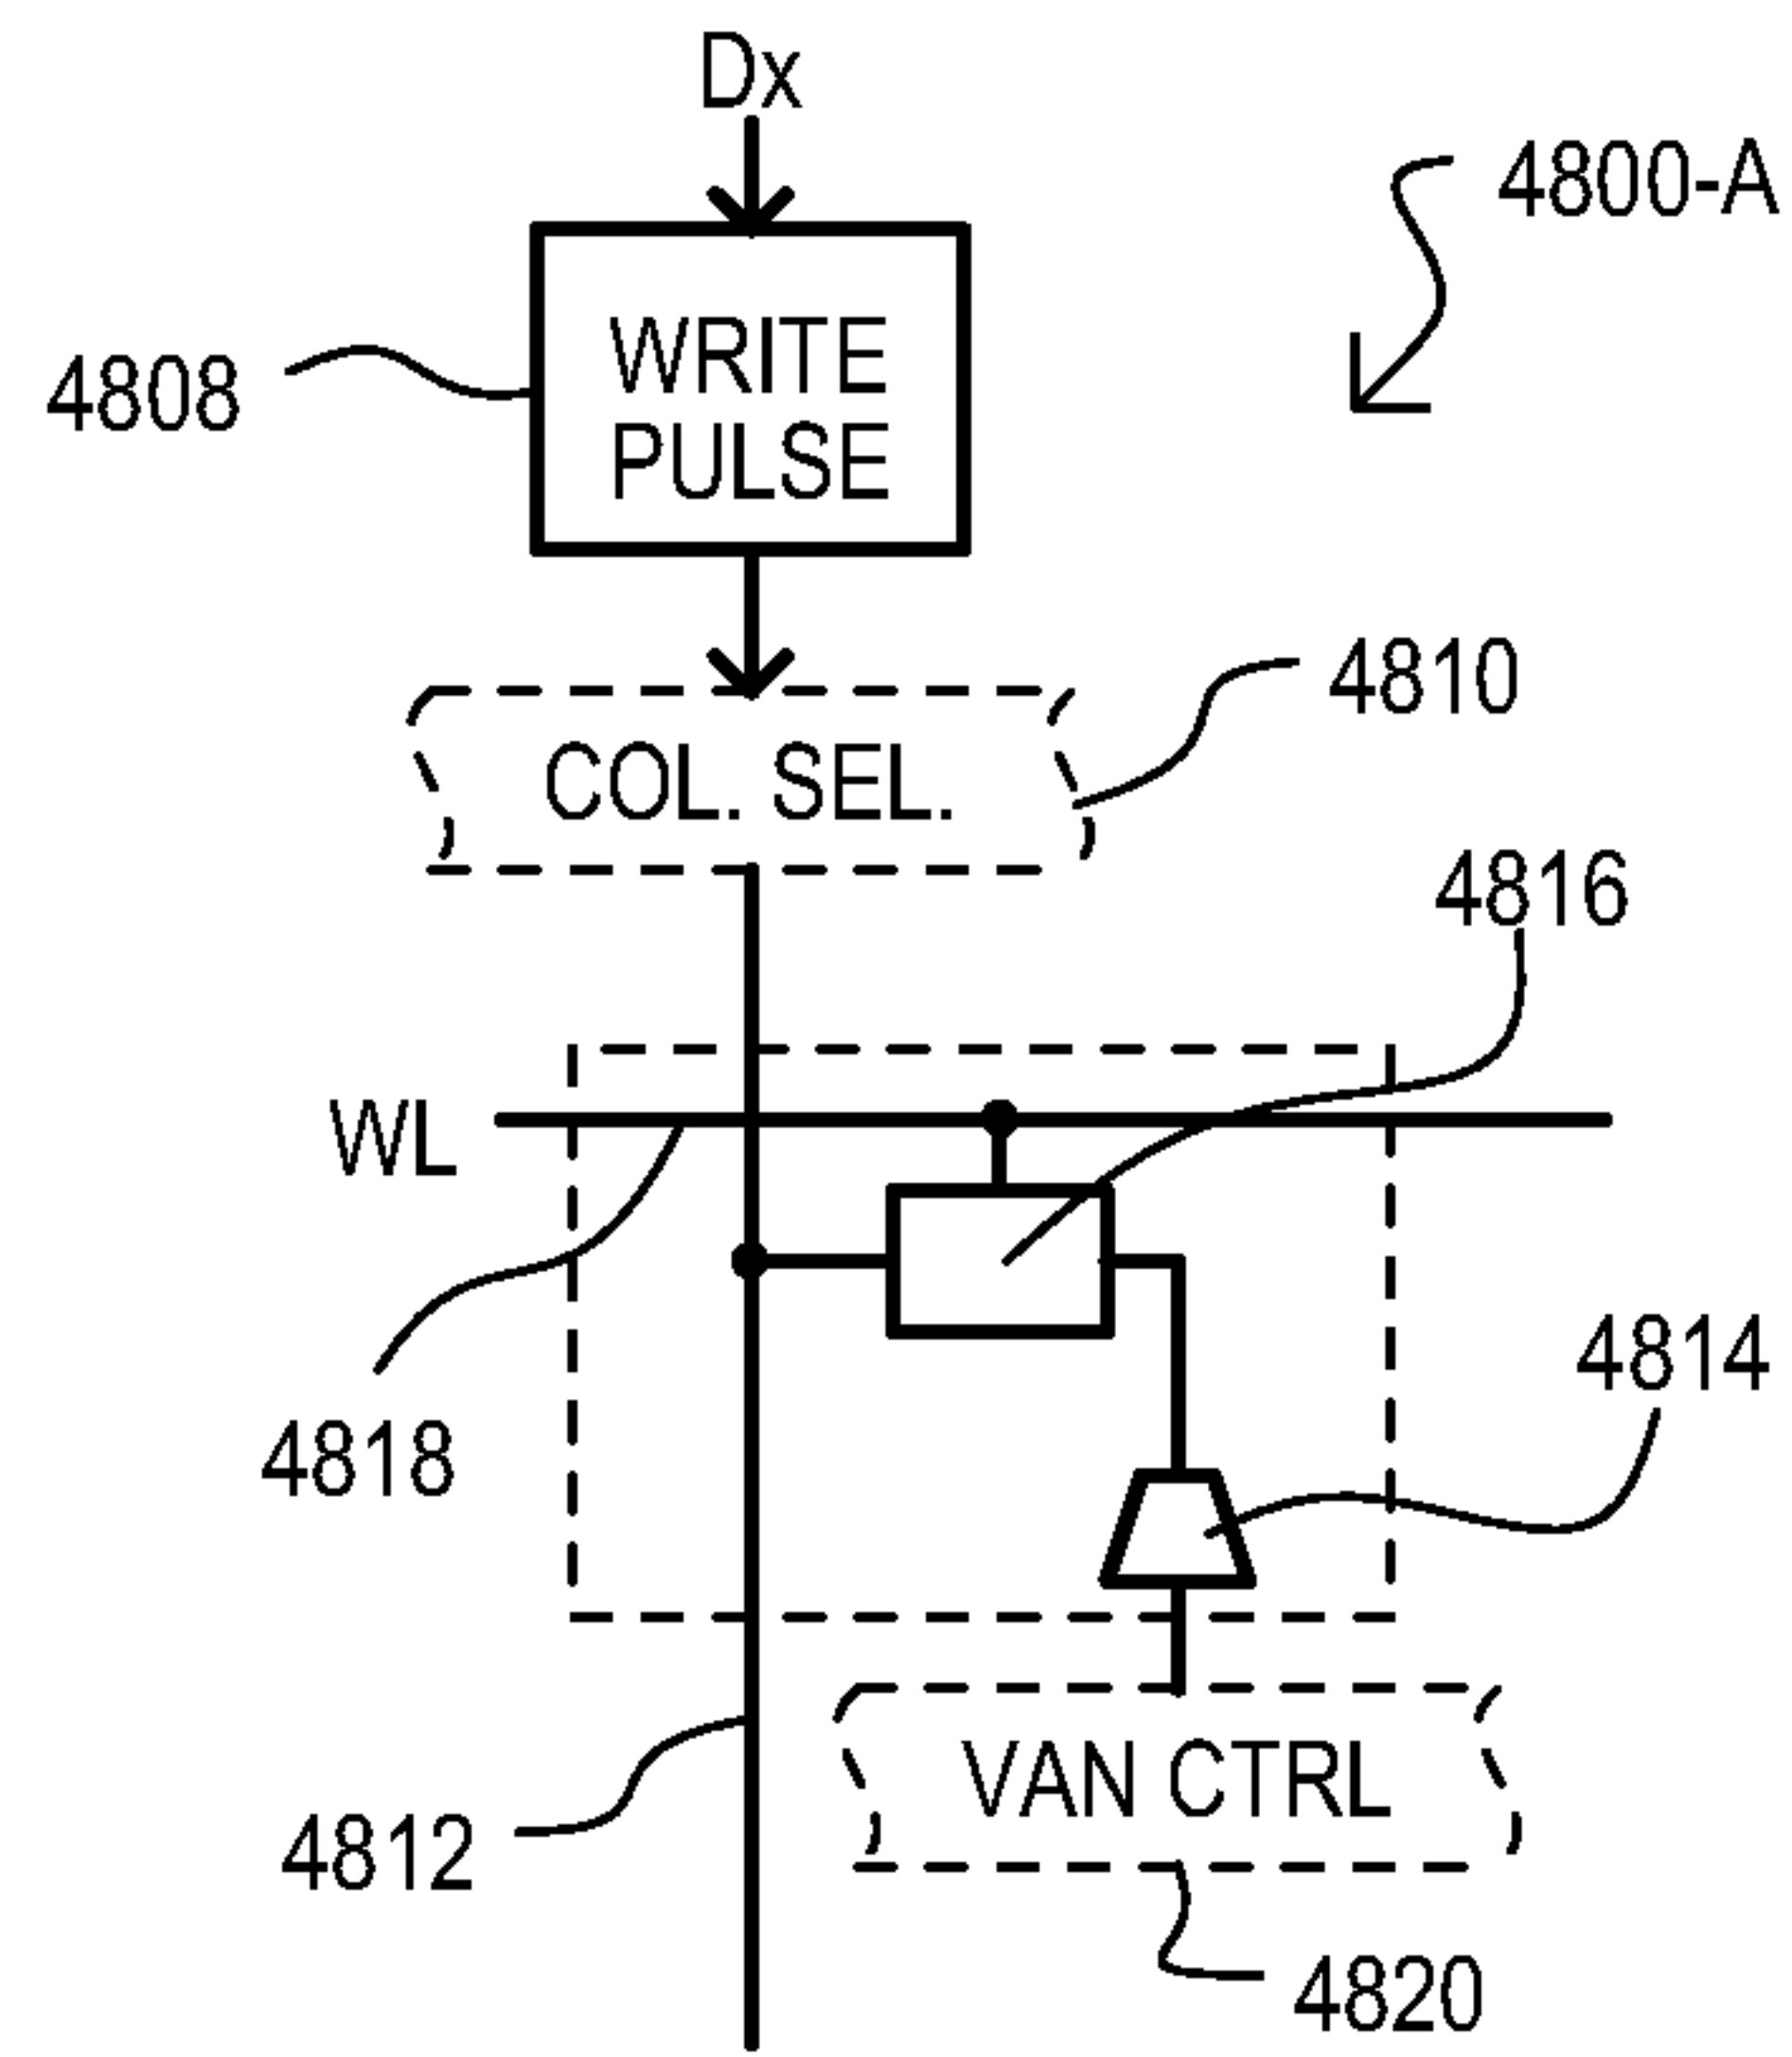 Dx
4800-A
WRITE
PULSE
4808
4810
COL. SEL.
4816
WL
4814
4818
VAN CTRL
4812
4820